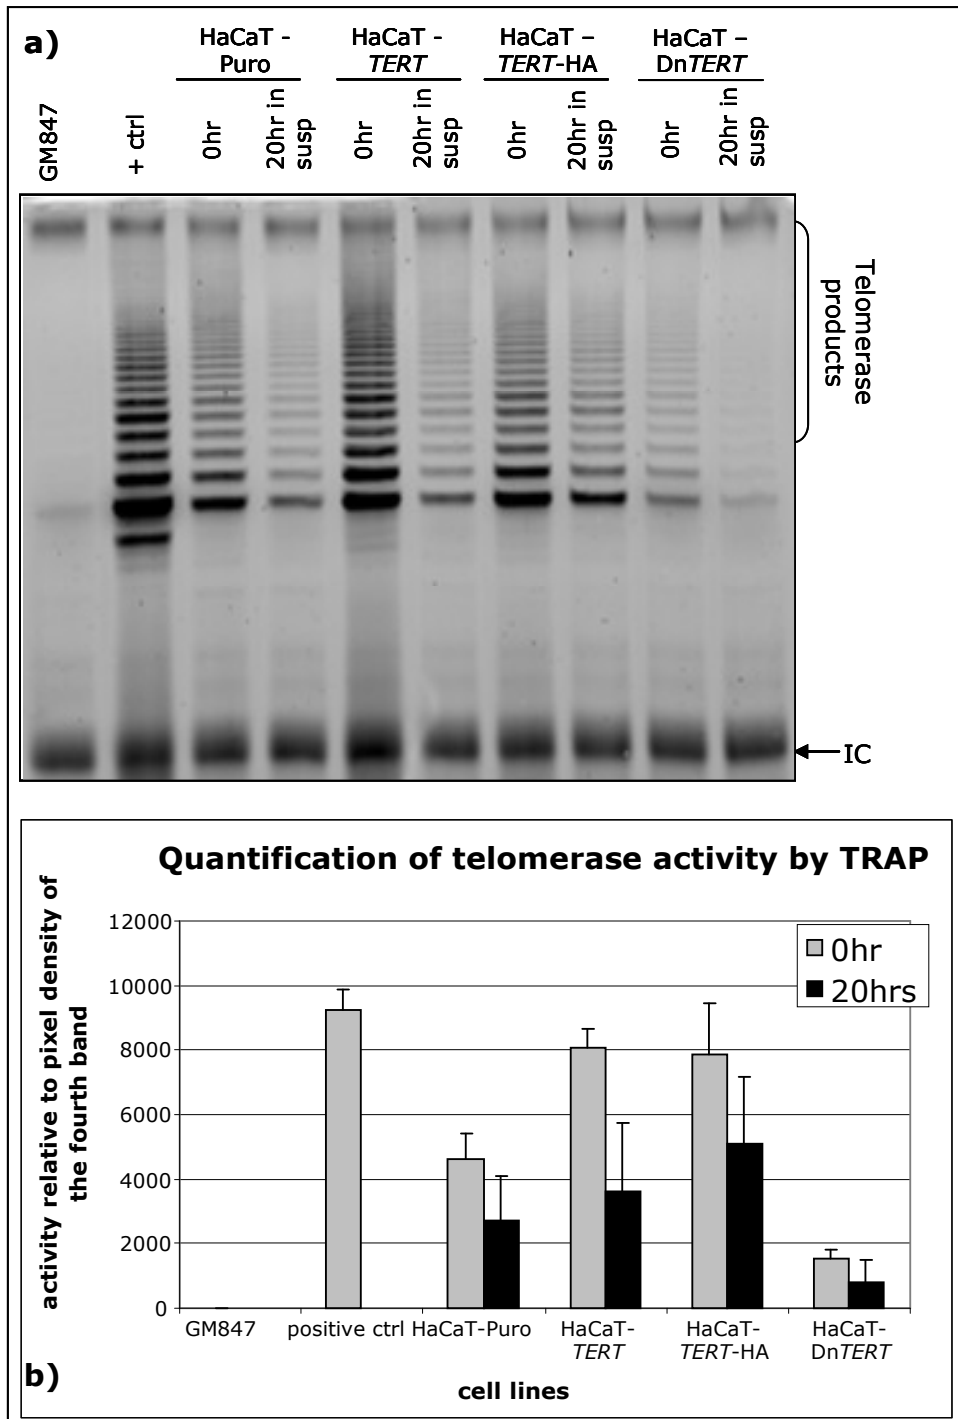 a)
HaCaT -
Puro
HaCaT -
TERT
HaCaT –
TERT-HA
HaCaT –
DnTERT
GM847
+ ctrl
0hr
20hr in
susp
0hr
20hr in
susp
0hr
20hr in
susp
0hr
20hr in
susp
Telomerase
products
IC
Quantification of telomerase activity by TRAP
activity relative to pixel density of
the fourth band
12000
10000
8000
6000
4000
2000
0
0hr
20hrs
GM847
positive ctrl
HaCaT-Puro
HaCaT-
TERT
HaCaT-
TERT-HA
HaCaT-
DnTERT
b)
cell lines